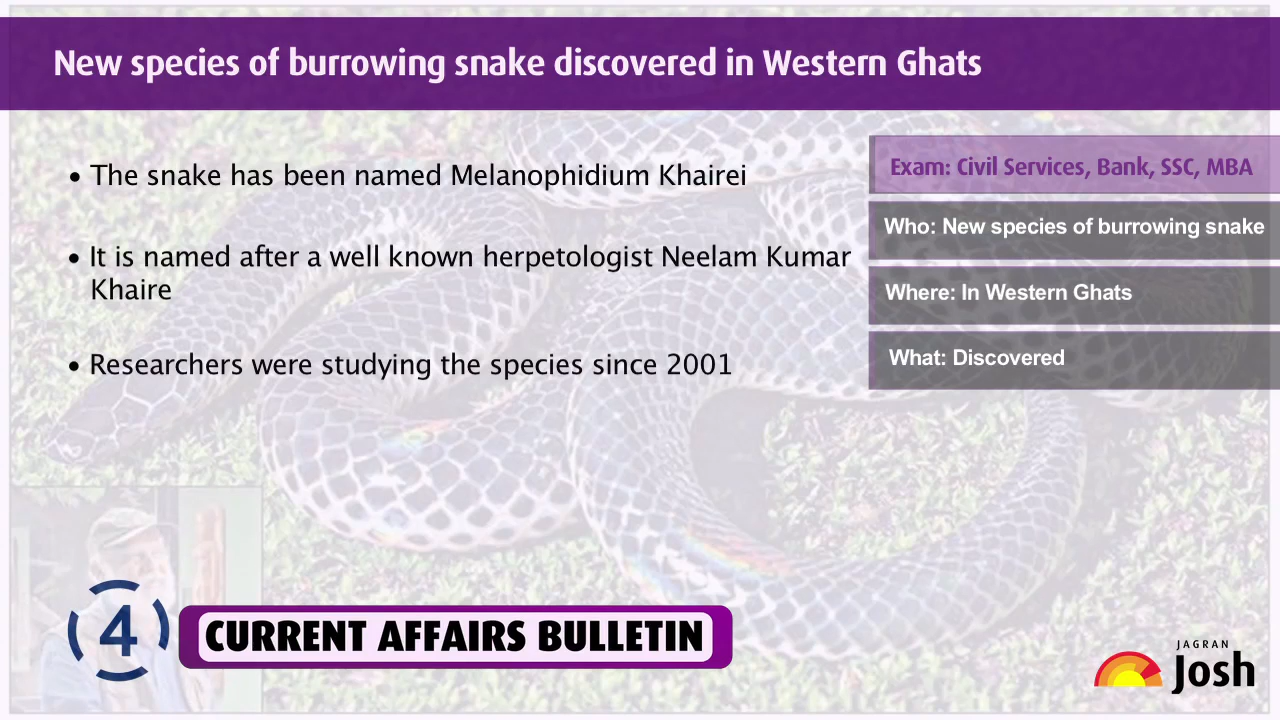 New species of burrowing snake discovered in Western Ghats
• The snake has been named Melanophidium Khairei
• It is named after a well known herpetologist Neelam Kumar
Khaire
• Researchers were studying the species since 2001
Exam: Civil Services, Bank, SSC, MBA
Who: New species of burrowing snake
Where: In Western Ghats
What: Discovered
4
CURRENT AFFAIRS BULLETIN
JAGRAN
Josh